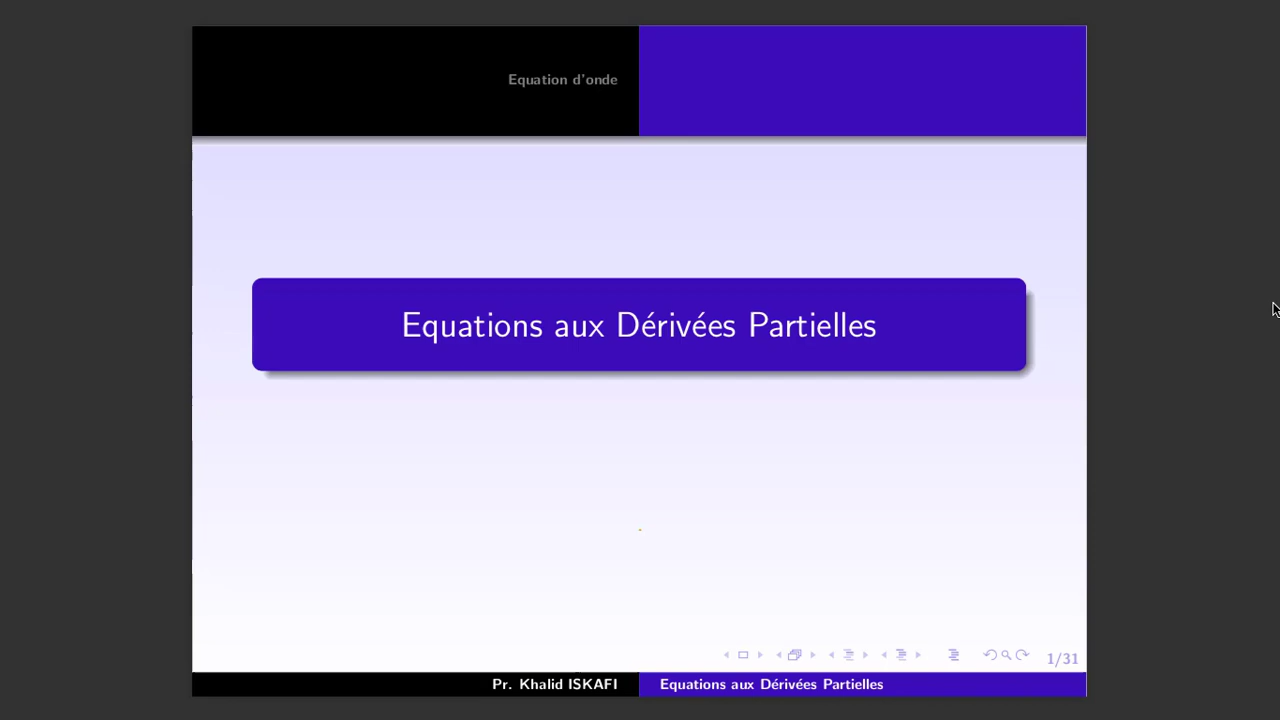 Equation d'onde
Equations aux Dérivées Partielles
1/31
Pr. Khalid ISKAFI
Equations aux Dérivées Partielles